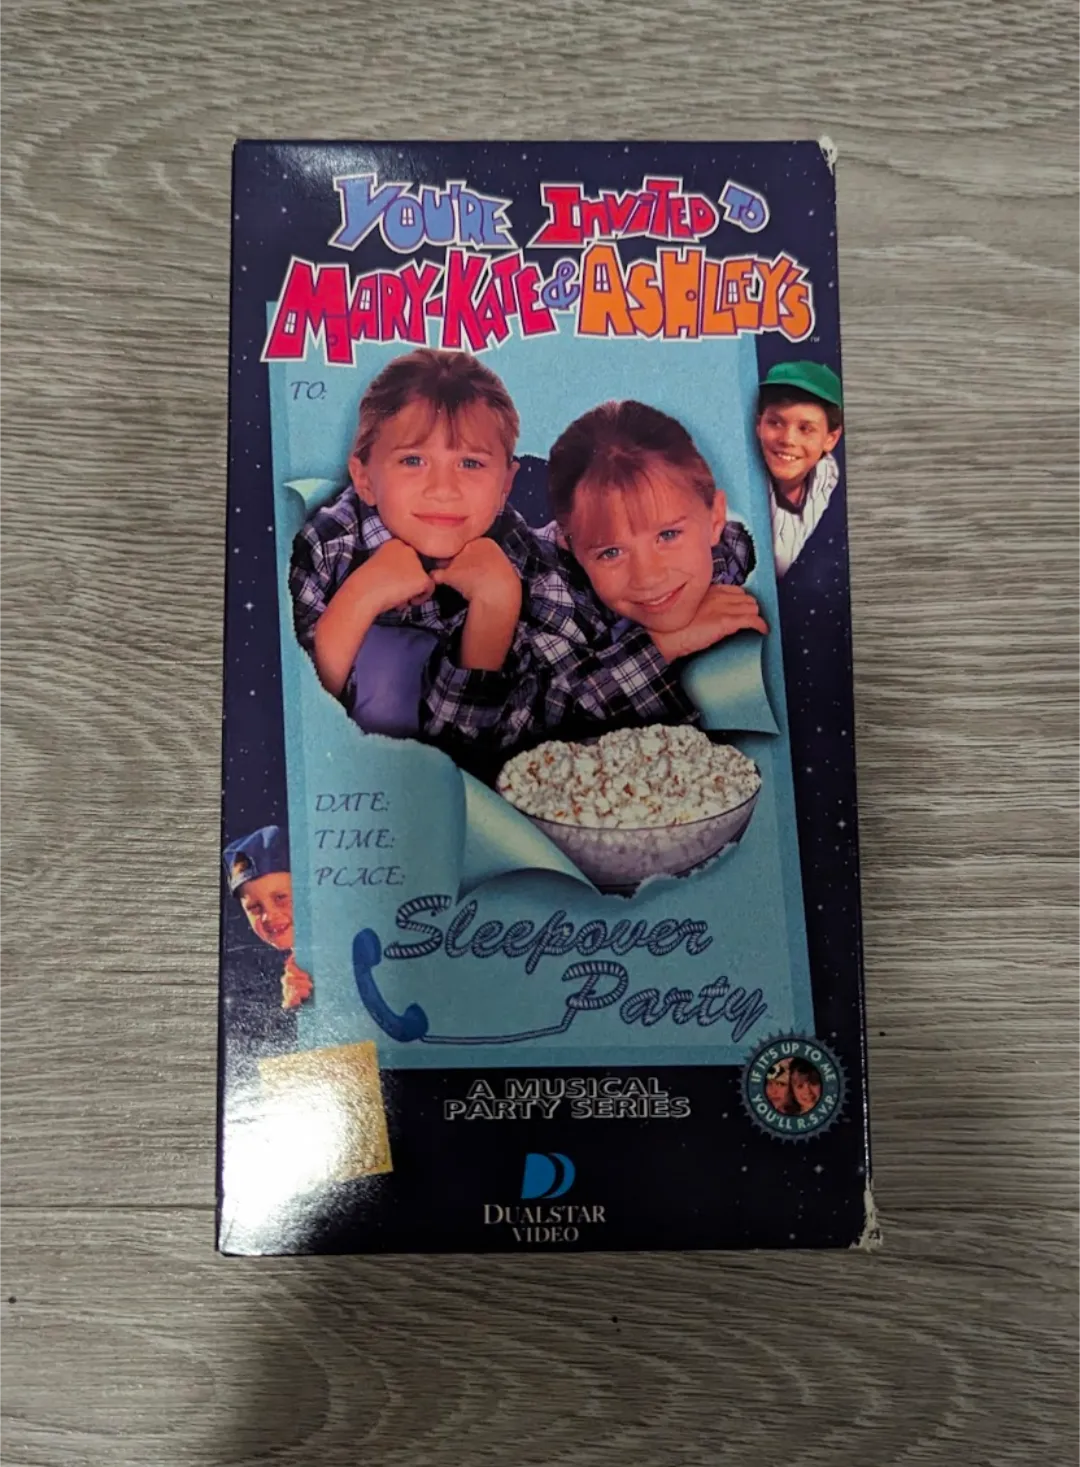 YOU'RE INVITED TO
MARY-KATE & ASHLEY'S™
TO:
DATE:
TIME:
PLACE:
Sleepover
Party
A MUSICAL
PARTY SERIES
IF IT'S UP TO ME
YOU'LL R.S.V.P.
DUALSTAR
VIDEO